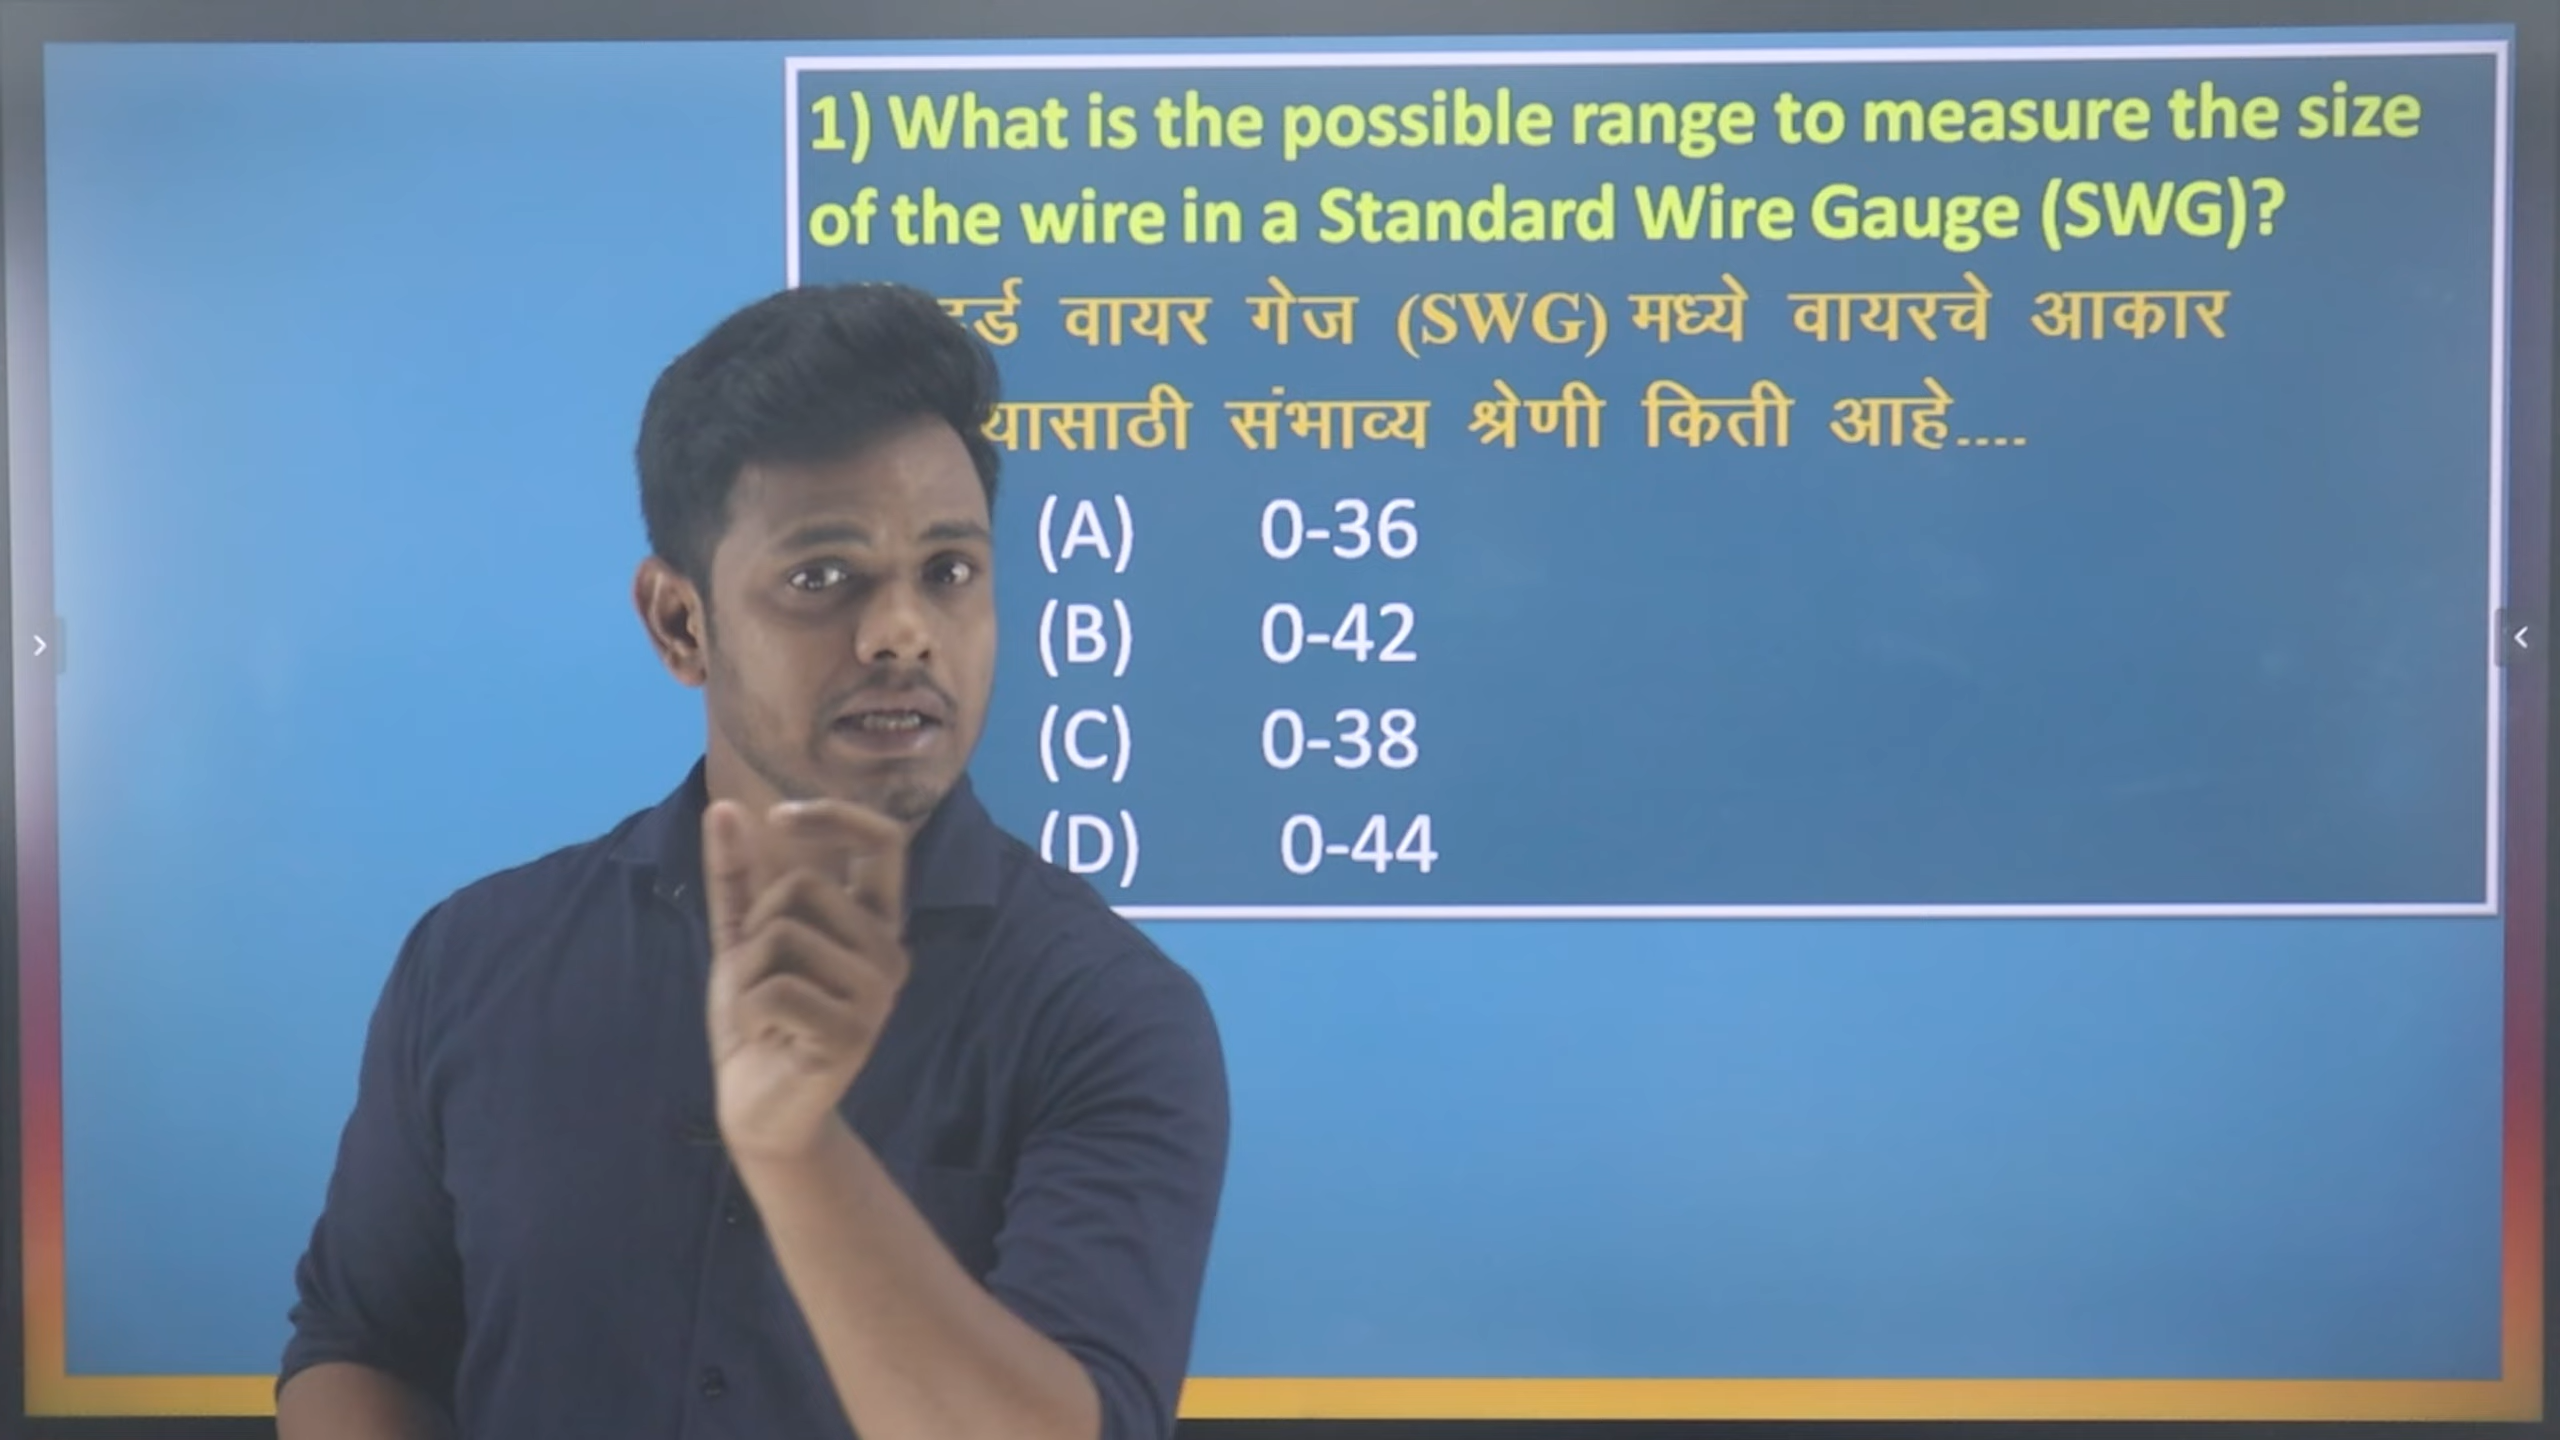 1) What is the possible range to measure the size
of the wire in a Standard Wire Gauge (SWG)?
वायर गेज (SWG) मध्ये वायरचे आकार
संभाव्य श्रेणी किती आहे....
(A) 0-36
(B) 0-42
(C) 0-38
(D) 0-44